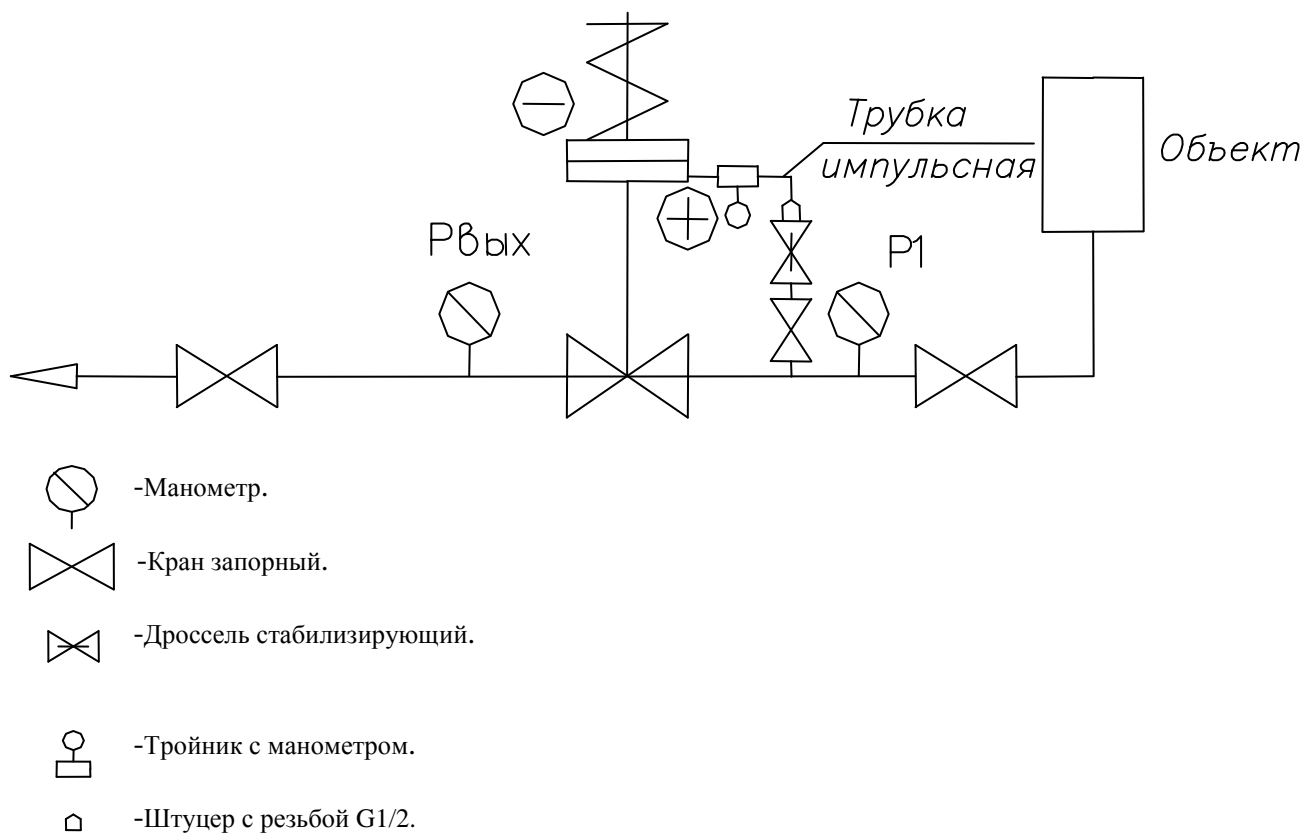 Трубка
импульсная
Объект
Рвых
Р1
-Манометр.
-Кран запорный.
-Дроссель стабилизирующий.
-Тройник с манометром.
-Штуцер с резьбой G1/2.